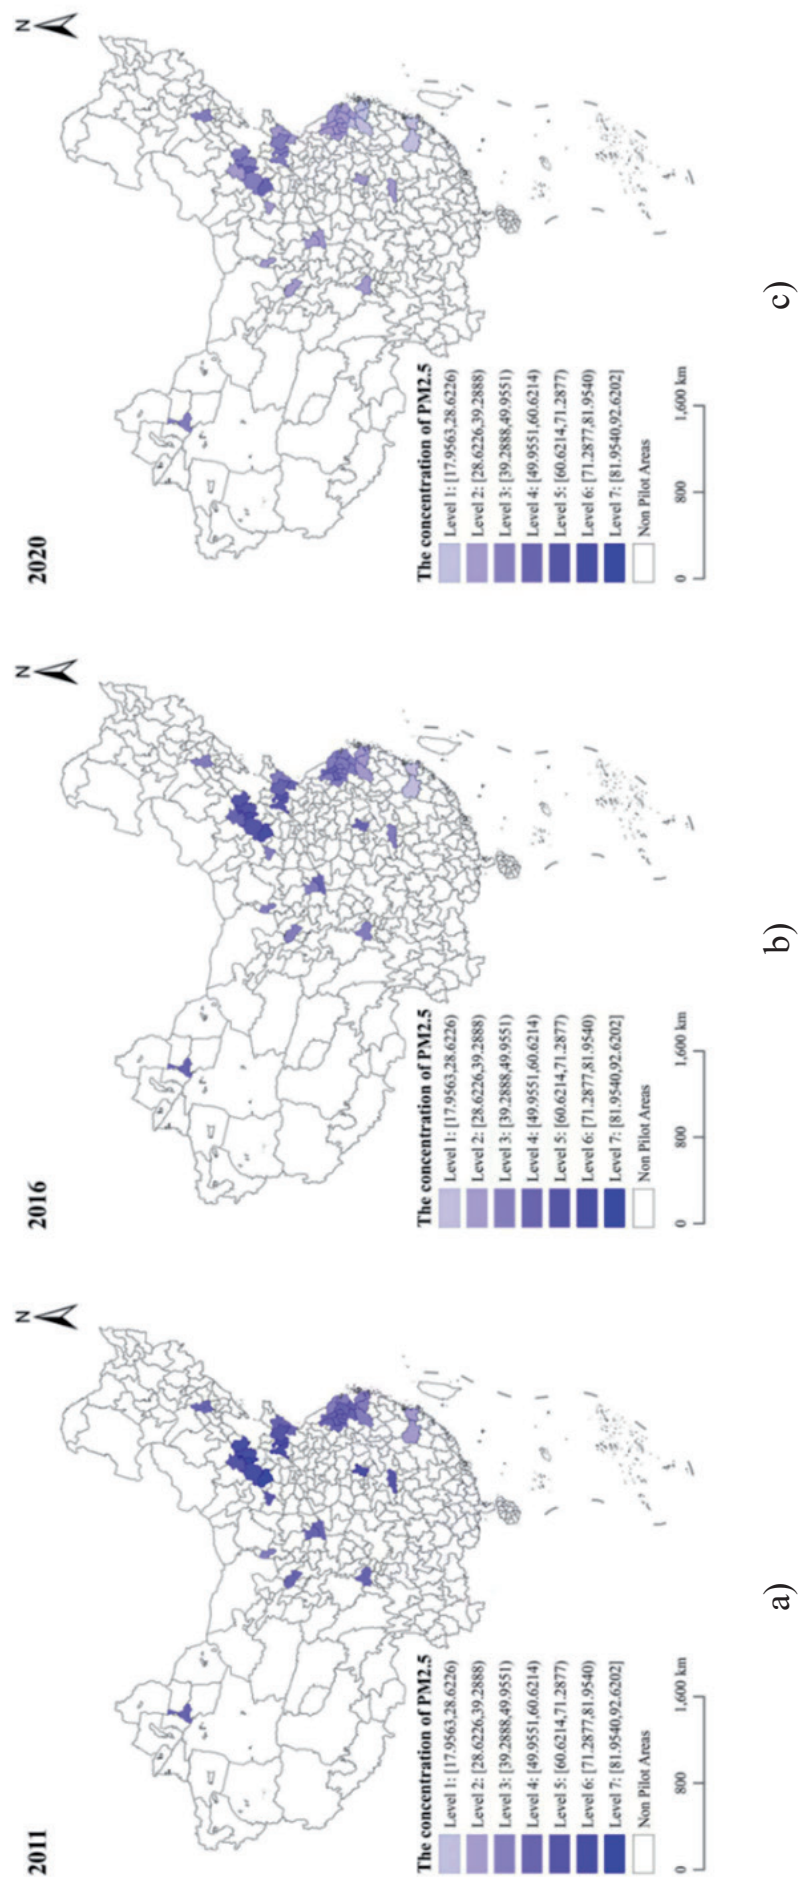 2011
N
The concentration of PM2.5
Level 1: [17.9563,28.6226)
Level 2: [28.6226,39.2888)
Level 3: [39.2888,49.9551)
Level 4: [49.9551,60.6214)
Level 5: [60.6214,71.2877)
Level 6: [71.2877,81.9540)
Level 7: [81.9540,92.6202]
Non Pilot Areas
0 800 1,600 km
a)
2016
N
The concentration of PM2.5
Level 1: [17.9563,28.6226)
Level 2: [28.6226,39.2888)
Level 3: [39.2888,49.9551)
Level 4: [49.9551,60.6214)
Level 5: [60.6214,71.2877)
Level 6: [71.2877,81.9540)
Level 7: [81.9540,92.6202]
Non Pilot Areas
0 800 1,600 km
b)
2020
N
The concentration of PM2.5
Level 1: [17.9563,28.6226)
Level 2: [28.6226,39.2888)
Level 3: [39.2888,49.9551)
Level 4: [49.9551,60.6214)
Level 5: [60.6214,71.2877)
Level 6: [71.2877,81.9540)
Level 7: [81.9540,92.6202]
Non Pilot Areas
0 800 1,600 km
c)